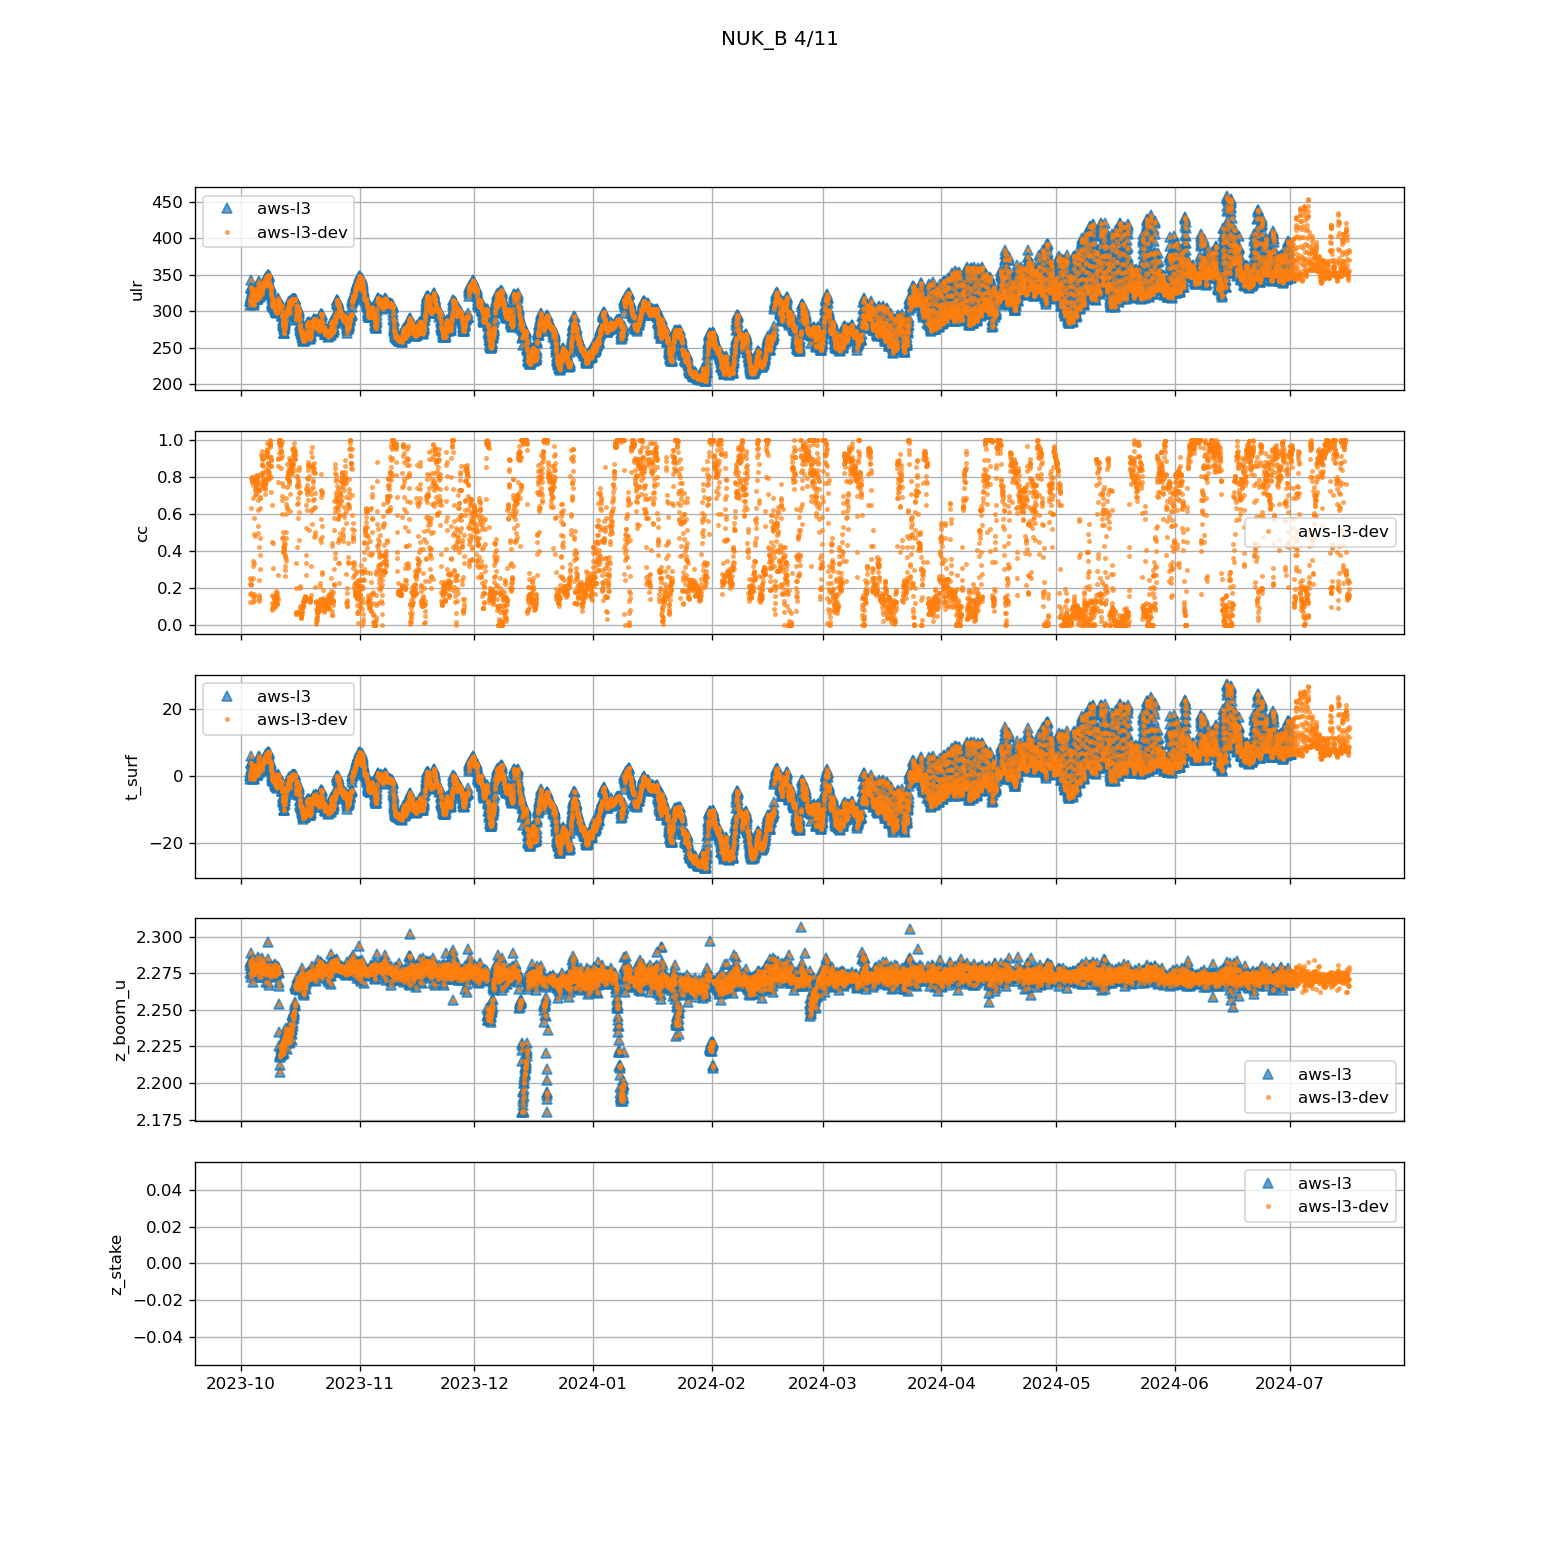 NUK_B 4/11
450
400
350
300
250
200
ulr
aws-l3
aws-l3-dev
1.0
0.8
0.6
0.4
0.2
0.0
cc
aws-l3-dev
20
0
−20
t_surf
aws-l3
aws-l3-dev
2.300
2.275
2.250
2.225
2.200
2.175
z_boom_u
aws-l3
aws-l3-dev
0.04
0.02
0.00
−0.02
−0.04
z_stake
aws-l3
aws-l3-dev
2023-10 2023-11 2023-12 2024-01 2024-02 2024-03 2024-04 2024-05 2024-06 2024-07